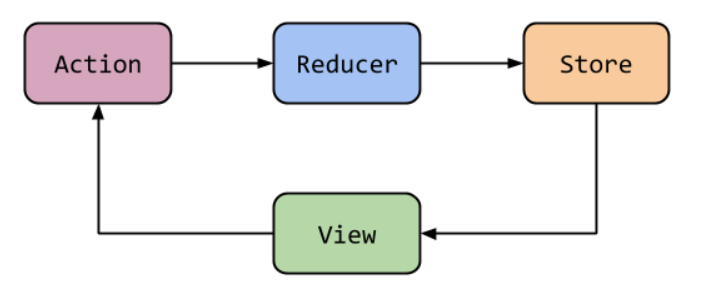 Action
Reducer
Store
View